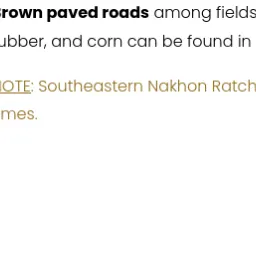 Brown paved roads among fields
ubber, and corn can be found in
NOTE: Southeastern Nakhon Ratch
mes.